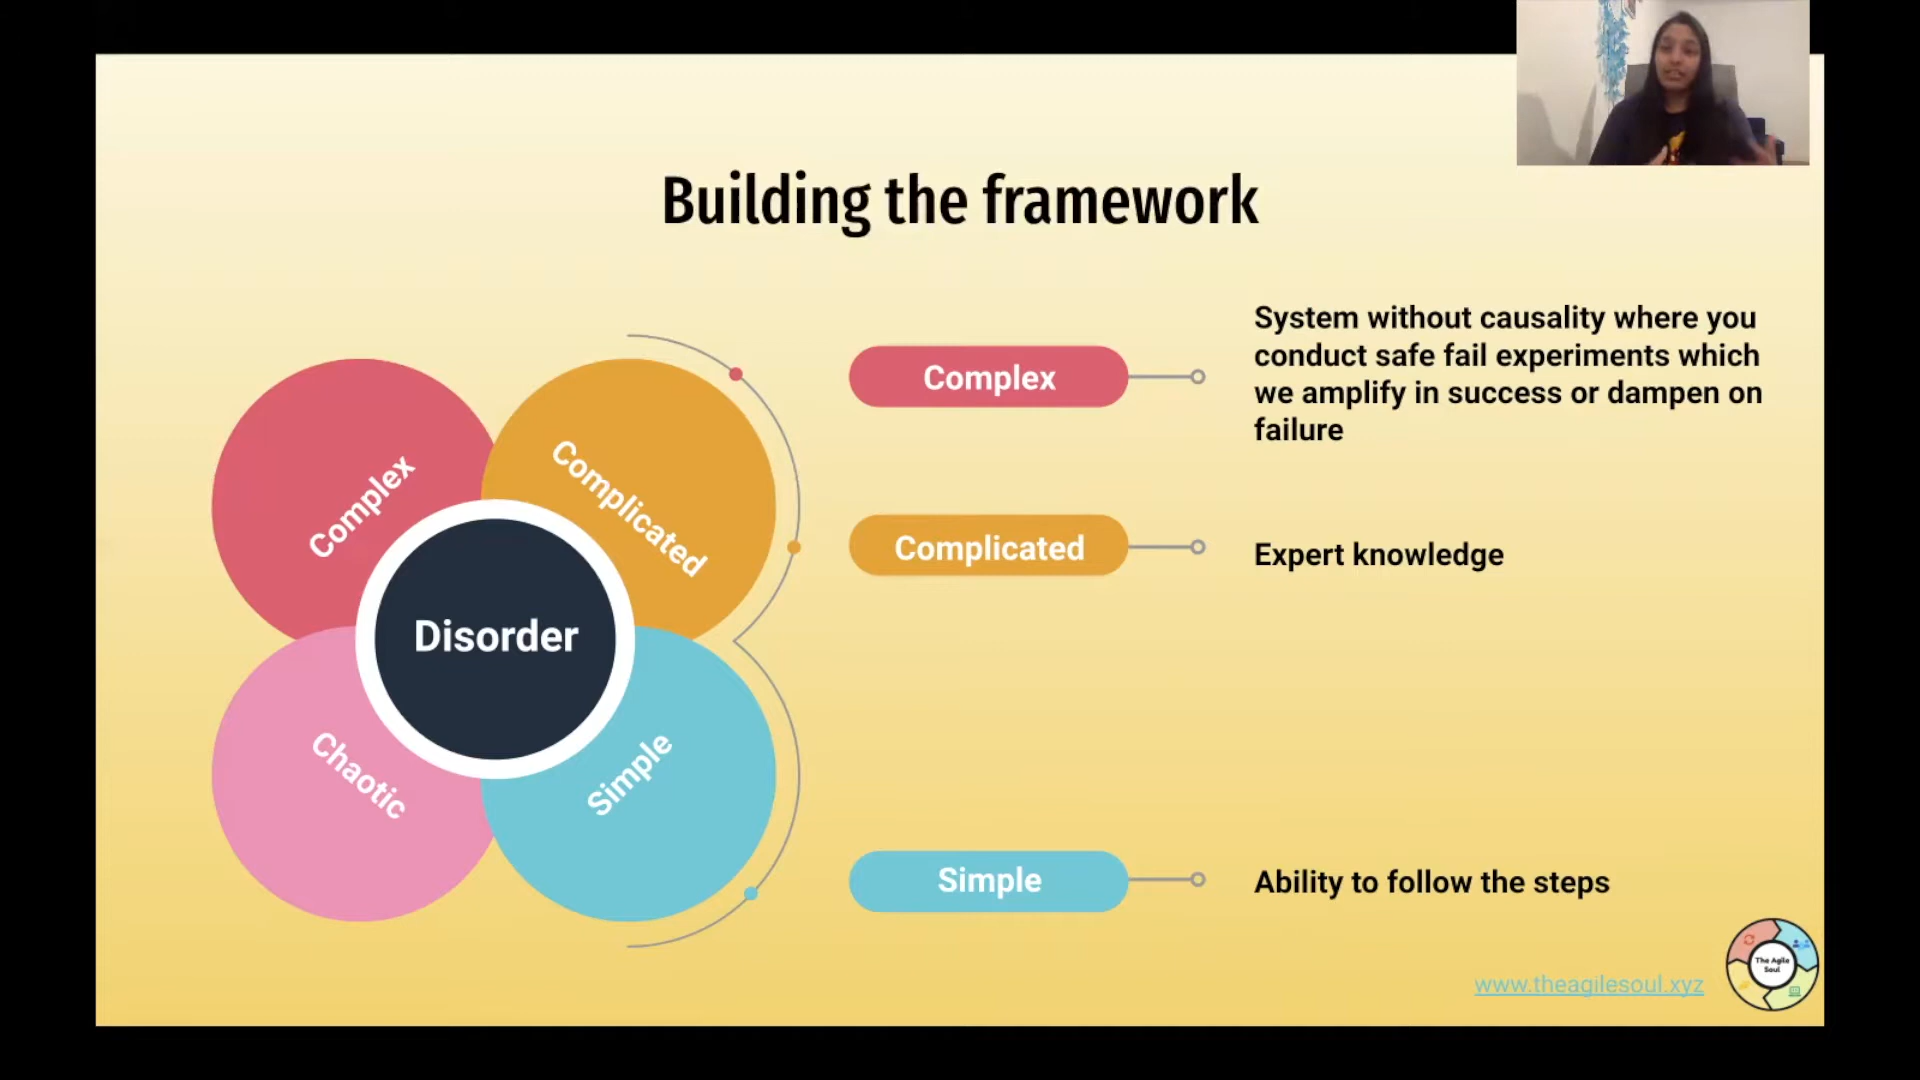 Building the framework
Complex
Complicated
Disorder
Chaotic
Simple
Complex
System without causality where you
conduct safe fail experiments which
we amplify in success or dampen on
failure
Complicated
Expert knowledge
Simple
Ability to follow the steps
www.theagilesoul.xyz
The Agile
Soul